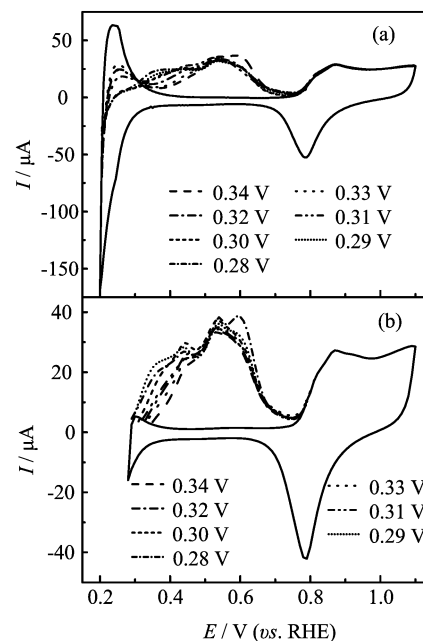 (a)
50
0
-50
-100
-150
I / μA
0.34 V 0.33 V
0.32 V 0.31 V
0.30 V 0.29 V
0.28 V
(b)
40
20
0
-20
-40
I / μA
0.34 V 0.33 V
0.32 V 0.31 V
0.30 V 0.29 V
0.28 V
0.2 0.4 0.6 0.8 1.0
E / V (vs. RHE)